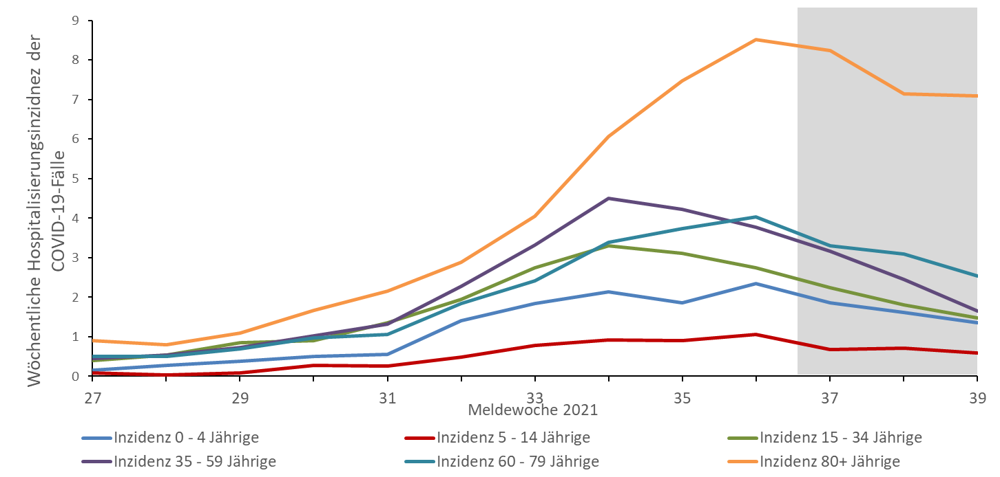 Wöchentliche Hospitalisierungsinzidnez der
COVID-19-Fälle
9
8
7
6
5
4
3
2
1
0
27
29
31
33
35
37
39
Meldewoche 2021
Inzidenz 0 - 4 Jährige
Inzidenz 5 - 14 Jährige
Inzidenz 15 - 34 Jährige
Inzidenz 35 - 59 Jährige
Inzidenz 60 - 79 Jährige
Inzidenz 80+ Jährige